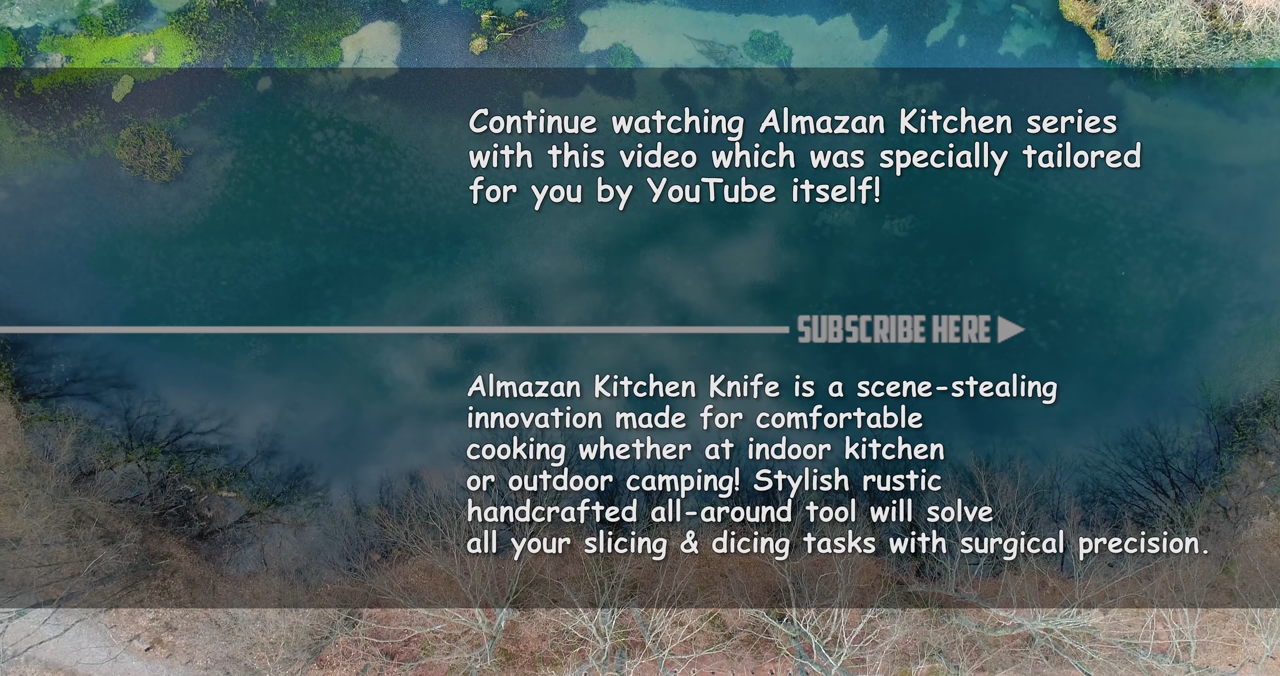 Continue watching Almazan Kitchen series
with this video which was specially tailored
for you by YouTube itself!
SUBSCRIBE HERE
Almazan Kitchen Knife is a scene-stealing
innovation made for comfortable
cooking whether at indoor kitchen
or outdoor camping! Stylish rustic
handcrafted all-around tool will solve
all your slicing & dicing tasks with surgical precision.